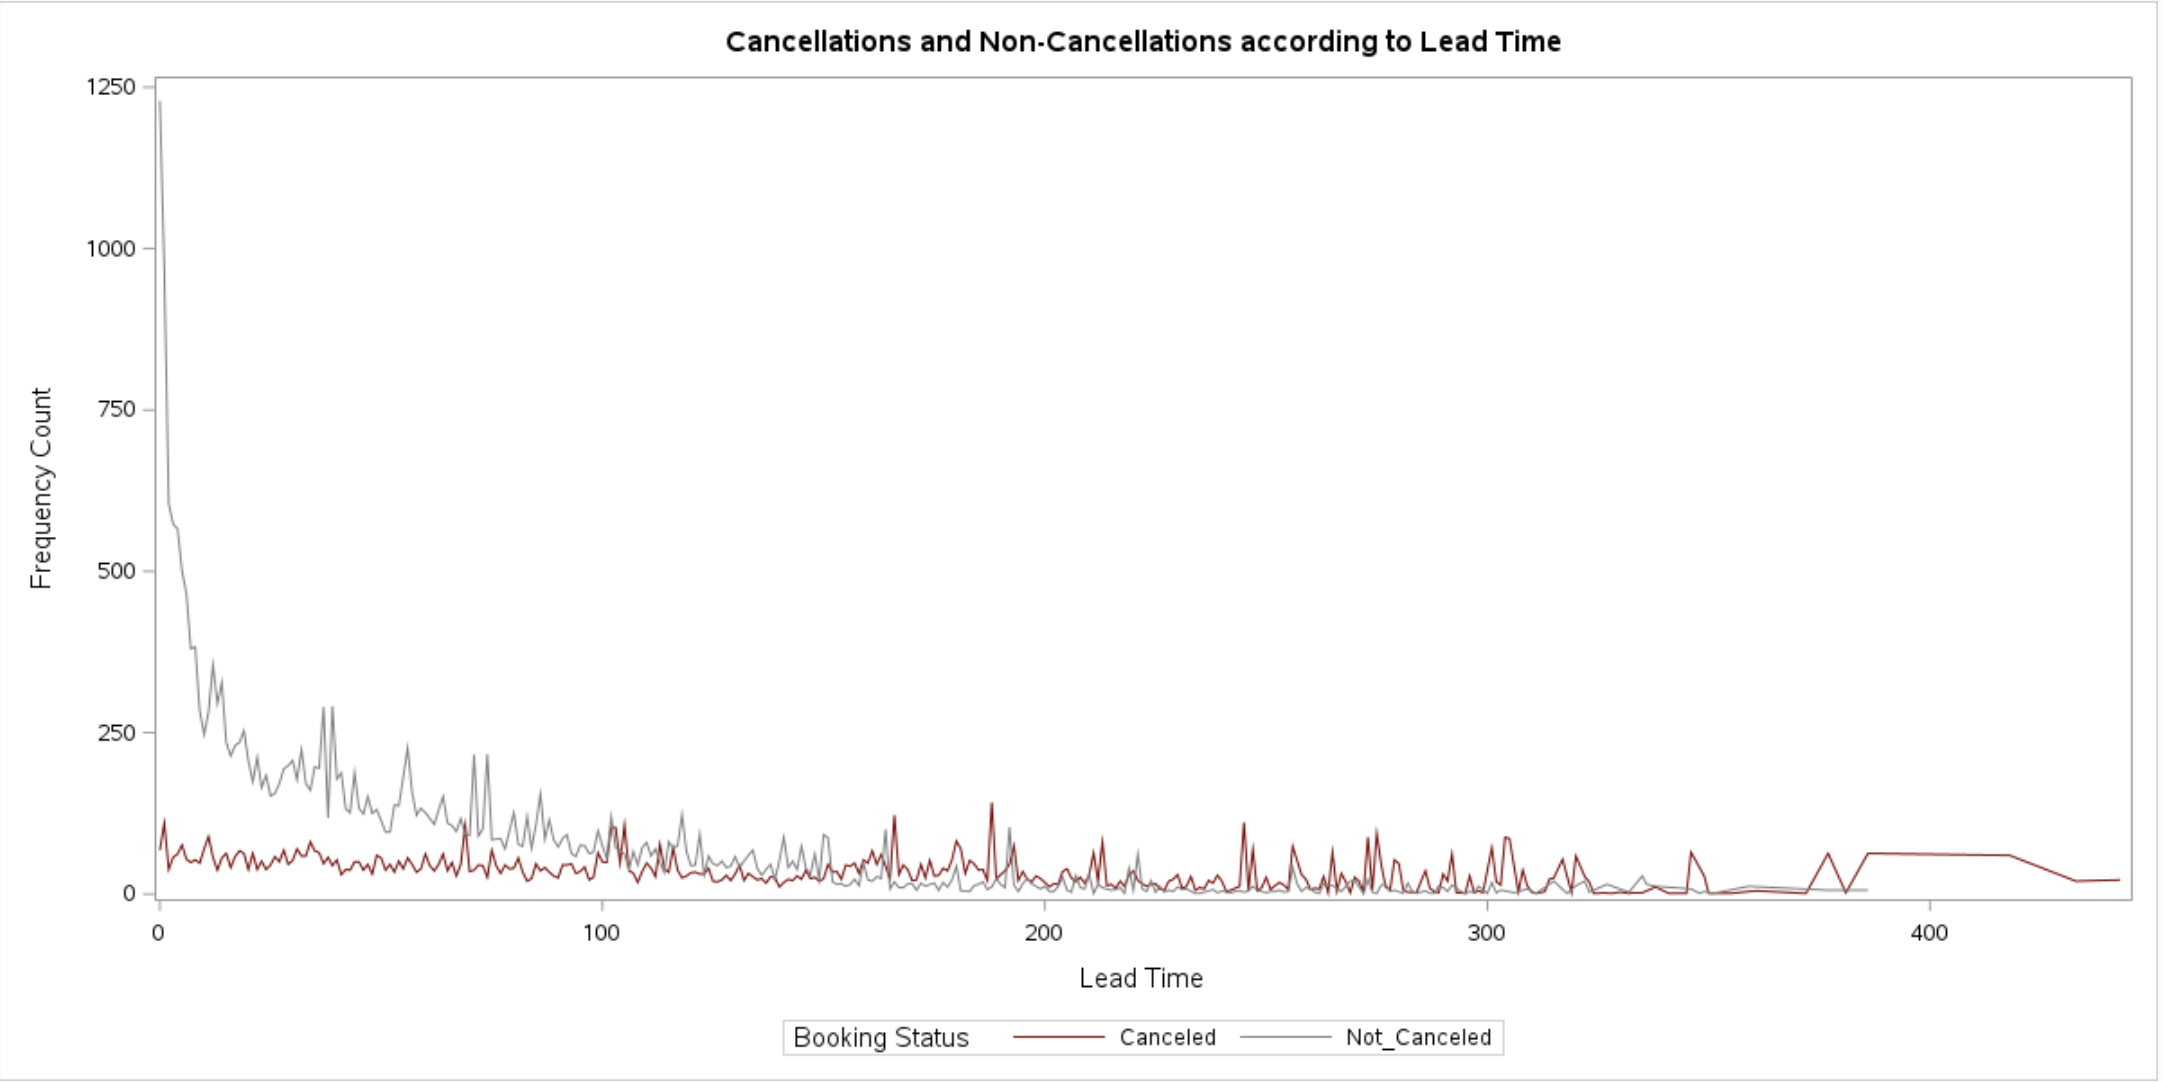 Cancellations and Non-Cancellations according to Lead Time
1250
1000
750
500
250
0
Frequency Count
0 100 200 300 400
Lead Time
Booking Status Canceled Not_Canceled